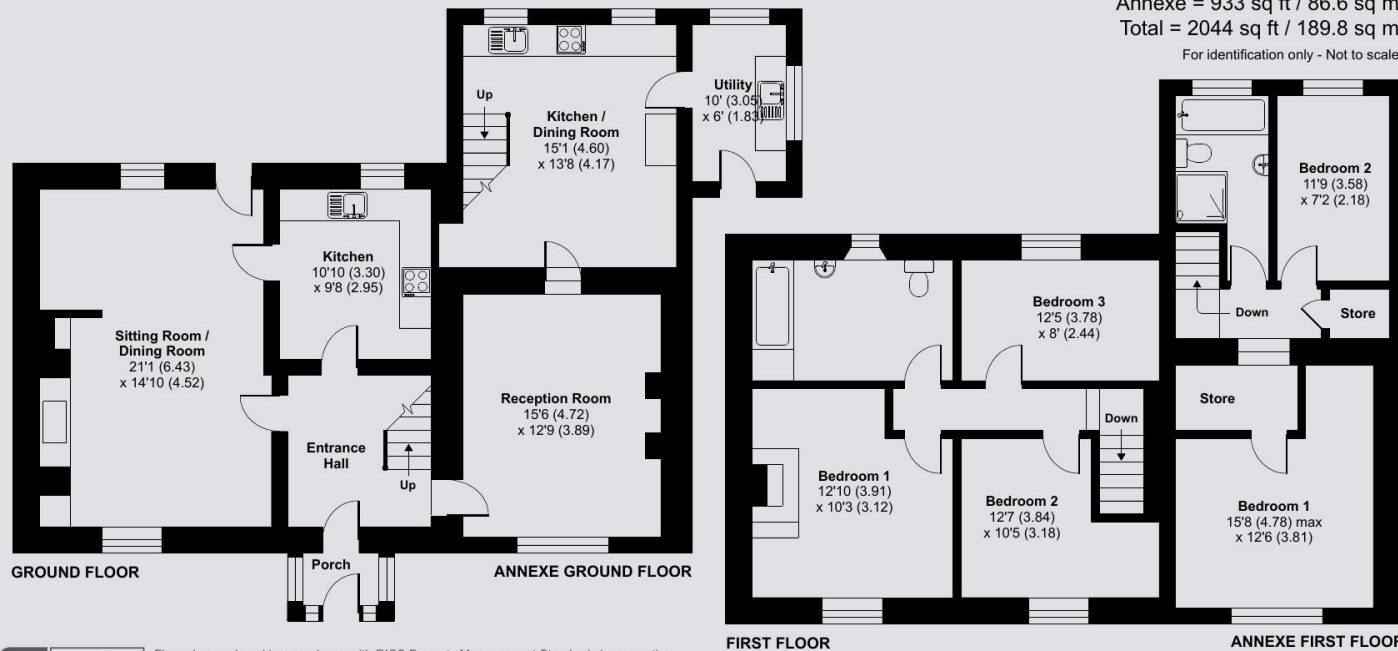 Annexe = 933 sq ft / 86.6 sq m
Total = 2044 sq ft / 189.8 sq m
For identification only - Not to scale
Up
Kitchen /
Dining Room
15'1 (4.60)
x 13'8 (4.17)
Utility
10' (3.05)
x 6' (1.83)
Kitchen
10'10 (3.30)
x 9'8 (2.95)
Sitting Room /
Dining Room
21'1 (6.43)
x 14'10 (4.52)
Reception Room
15'6 (4.72)
x 12'9 (3.89)
Entrance
Hall
Up
Porch
GROUND FLOOR
ANNEXE GROUND FLOOR
Bedroom 2
11'9 (3.58)
x 7'2 (2.18)
Down
Store
Bedroom 3
12'5 (3.78)
x 8' (2.44)
Store
Down
Bedroom 1
12'10 (3.91)
x 10'3 (3.12)
Bedroom 2
12'7 (3.84)
x 10'5 (3.18)
Bedroom 1
15'8 (4.78) max
x 12'6 (3.81)
FIRST FLOOR
ANNEXE FIRST FLOOR